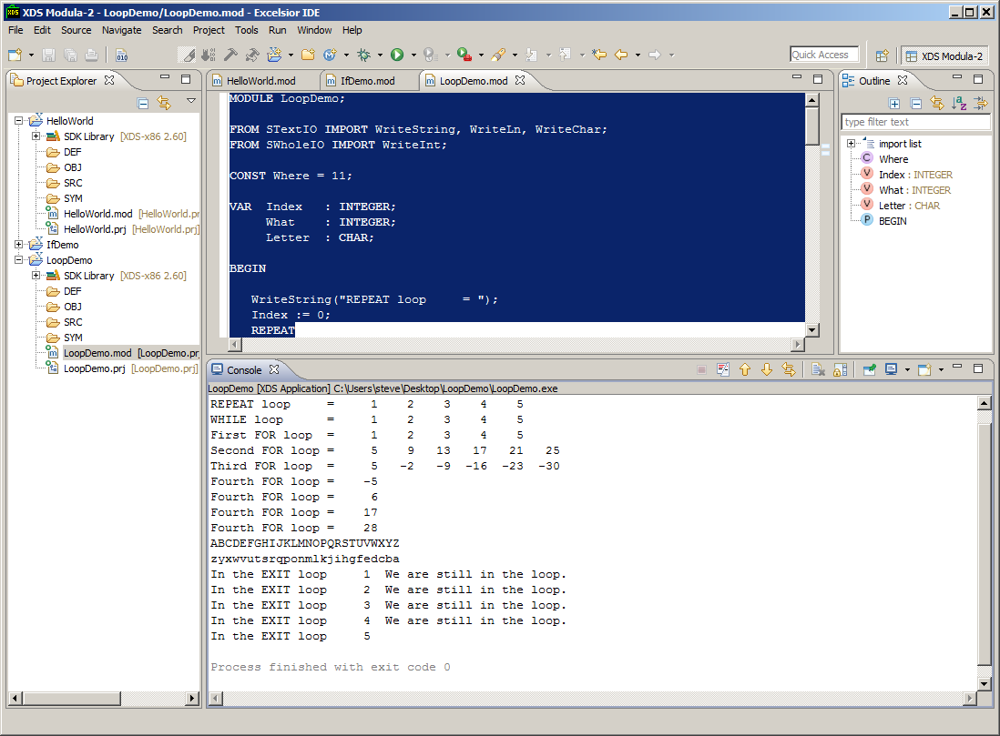 XDS Modula-2 - LoopDemo/LoopDemo.mod - Excelsior IDE
File Edit Source Navigate Search Project Tools Run Window Help
Quick Access
XDS Modula-2
Project Explorer
HelloWorld
SDK Library [XDS-x86 2.60]
DEF
OBJ
SRC
SYM
HelloWorld.mod [HelloWorld.pr
HelloWorld.prj [HelloWorld.prj]
IfDemo
LoopDemo
SDK Library [XDS-x86 2.60]
DEF
OBJ
SRC
SYM
LoopDemo.mod [LoopDemo.prj
LoopDemo.prj [LoopDemo.prj]
HelloWorld.mod IfDemo.mod LoopDemo.mod
MODULE LoopDemo;
FROM STextIO IMPORT WriteString, WriteLn, WriteChar;
FROM SWholeIO IMPORT WriteInt;
CONST Where = 11;
VAR  Index   : INTEGER;
     What    : INTEGER;
     Letter  : CHAR;
BEGIN
   WriteString("REPEAT loop     = ");
   Index := 0;
   REPEAT
Outline
type filter text
import list
Where
Index : INTEGER
What : INTEGER
Letter : CHAR
BEGIN
Console
LoopDemo [XDS Application] C:\Users\steve\Desktop\LoopDemo\LoopDemo.exe
REPEAT loop     =     1    2    3    4    5
WHILE loop      =     1    2    3    4    5
First FOR loop  =     1    2    3    4    5
Second FOR loop =     5    9   13   17   21   25
Third FOR loop  =     5   -2   -9  -16  -23  -30
Fourth FOR loop =    -5
Fourth FOR loop =     6
Fourth FOR loop =    17
Fourth FOR loop =    28
ABCDEFGHIJKLMNOPQRSTUVWXYZ
zyxwvutsrqponmlkjihgfedcba
In the EXIT loop     1  We are still in the loop.
In the EXIT loop     2  We are still in the loop.
In the EXIT loop     3  We are still in the loop.
In the EXIT loop     4  We are still in the loop.
In the EXIT loop     5
Process finished with exit code 0